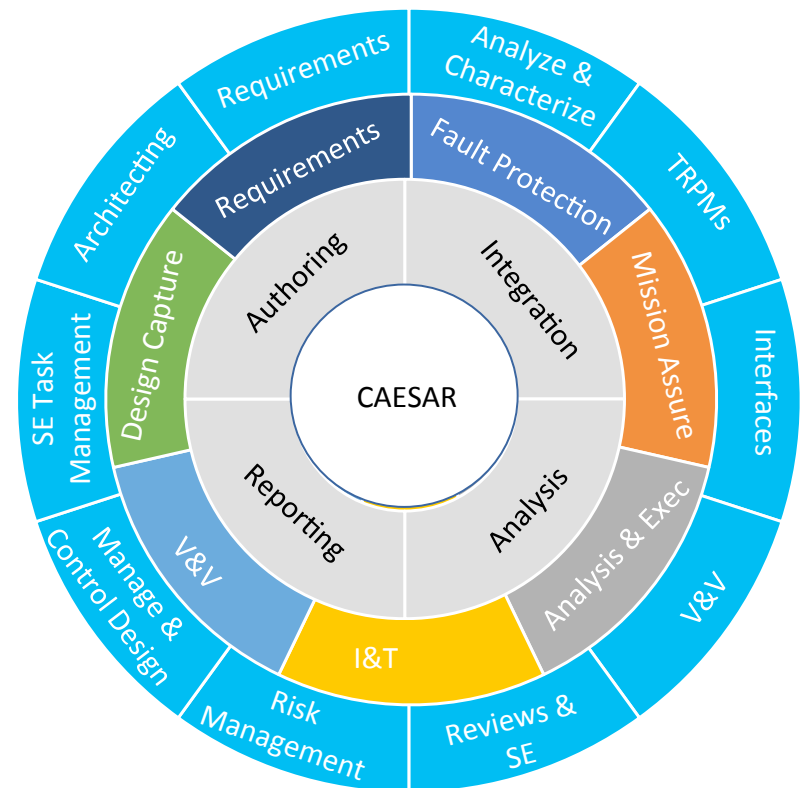 Requirements
Analyze &
Characterize
TRPMs
Interfaces
V&V
Reviews &
SE
Risk
Management
Manage &
Control Design
SE Task
Management
Architecting
Requirements
Fault Protection
Mission Assure
Analysis & Exec
I&T
V&V
Design Capture
Authoring
Integration
Analysis
Reporting
CAESAR